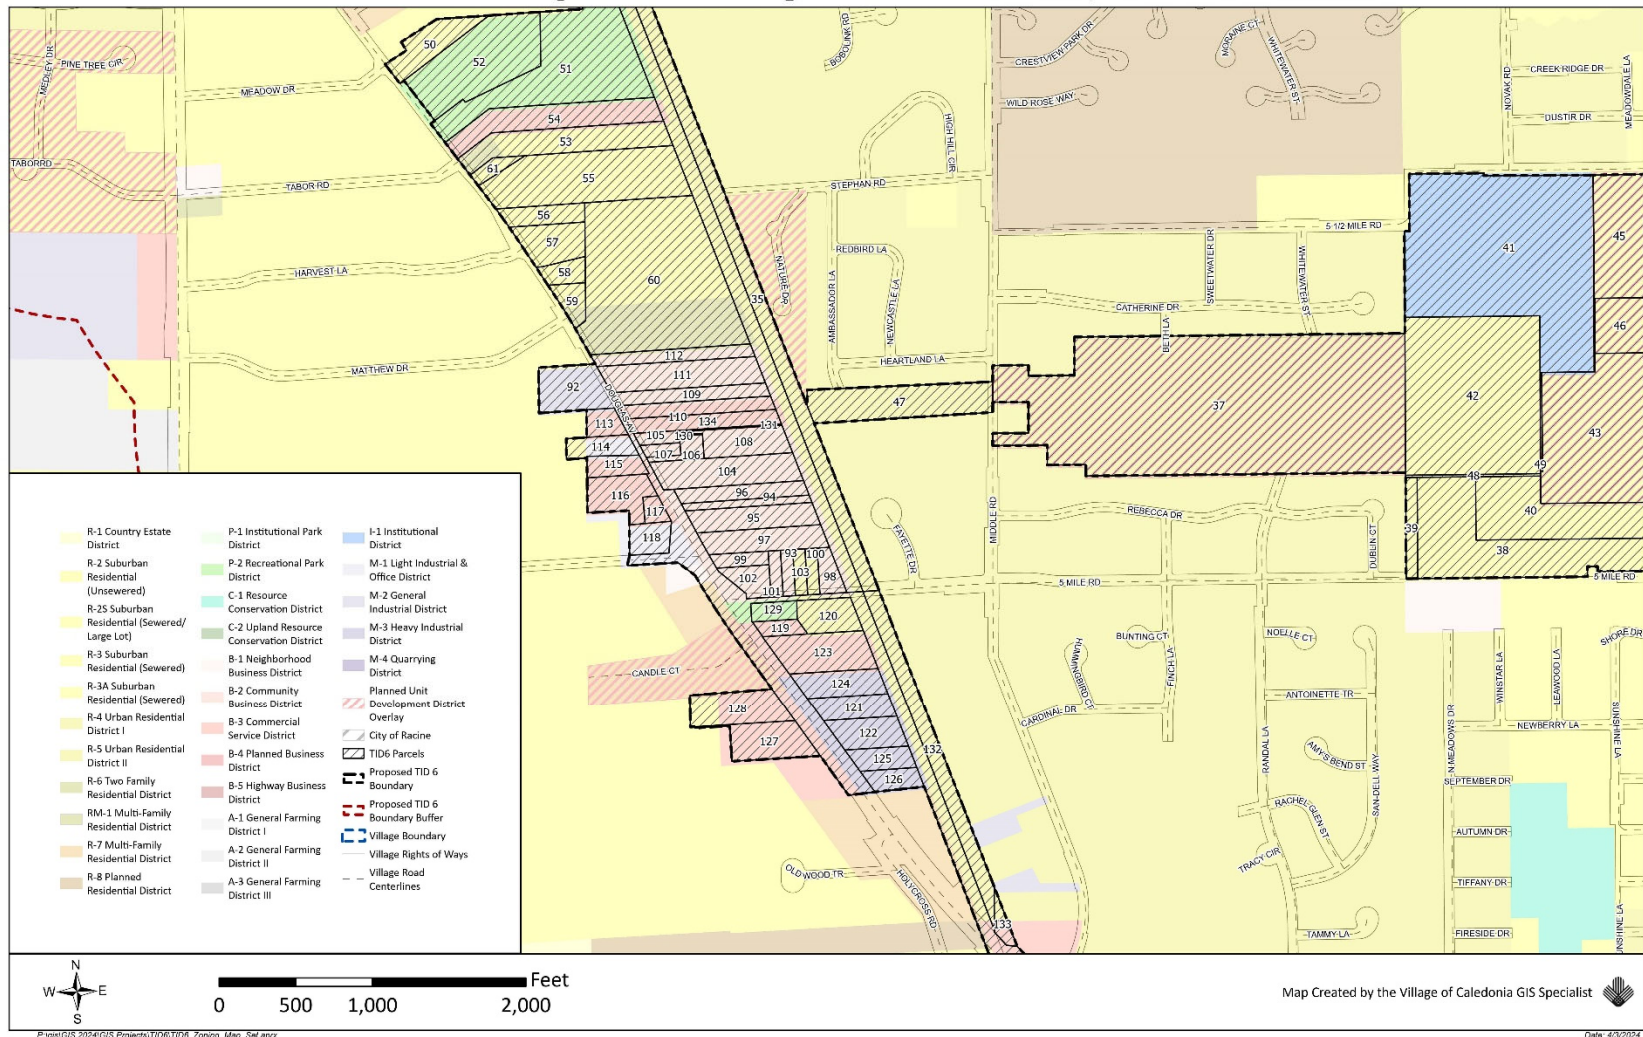 BOBOLINK RD
MORAINE CT
WHITEWATER ST
CRESTVIEW PARK DR
MEDLEY DR
PINE TREE CIR
50
52
51
NOVAK RD
CREEK RIDGE DR
MEADOWDALE LA
MEADOW DR
WILD ROSE WAY
54
DUSTIR DR
53
HIGH HILL CIR
TABOR RD
61
55
TABOR RD
STEPHAN RD
56
5 1/2 MILE RD
57
NATURE DR
REDBIRD LA
SWEETWATER DR
WHITEWATER ST
41
45
HARVEST LA
58
60
AMBASSADOR LA
NEWCASTLE LA
59
35
CATHERINE DR
BETH LA
46
112
HEARTLAND LA
MATTHEW DR
111
92
DOUGLAS AV
109
47
37
42
43
110
134
131
113
105
130
108
114
107
106
115
104
49
48
116
96
94
117
95
40
REBECCA DR
MIDDLE RD
FAYETTE DR
DUBLIN CT
39
118
97
38
99
93
100
102
103
98
101
5 MILE RD
5 MILE RD
129
120
119
BUNTING CT
NOELLE CT
SHORE DR
123
HUMMINGBIRD CT
FINCH LA
CANDLE CT
124
WINSTAR LA
LEAWOOD LA
128
121
CARDINAL DR
ANTOINETTE TR
N MEADOWS DR
NEWBERRY LA
SUNSHINE LA
122
127
132
RANDAL LA
AMYS BEND ST
SAN-DELL WAY
125
126
SEPTEMBER DR
RACHEL GLEN ST
AUTUMN DR
TRACY CIR
OLD WOOD TR
TIFFANY DR
HOLYCROSS RD
133
TAMMY LA
FIRESIDE DR
UNSHINE LA
R-1 Country Estate
District
R-2 Suburban
Residential
(Unsewered)
R-2S Suburban
Residential (Sewered/
Large Lot)
R-3 Suburban
Residential (Sewered)
R-3A Suburban
Residential (Sewered)
R-4 Urban Residential
District I
R-5 Urban Residential
District II
R-6 Two Family
Residential District
RM-1 Multi-Family
Residential District
R-7 Multi-Family
Residential District
R-8 Planned
Residential District
P-1 Institutional Park
District
P-2 Recreational Park
District
C-1 Resource
Conservation District
C-2 Upland Resource
Conservation District
B-1 Neighborhood
Business District
B-2 Community
Business District
B-3 Commercial
Service District
B-4 Planned Business
District
B-5 Highway Business
District
A-1 General Farming
District I
A-2 General Farming
District II
A-3 General Farming
District III
I-1 Institutional
District
M-1 Light Industrial &
Office District
M-2 General
Industrial District
M-3 Heavy Industrial
District
M-4 Quarrying
District
Planned Unit
Development District
Overlay
City of Racine
TID6 Parcels
Proposed TID 6
Boundary
Proposed TID 6
Boundary Buffer
Village Boundary
Village Rights of Ways
Village Road
Centerlines
N
W E
S
Feet
0 500 1,000 2,000
Map Created by the Village of Caledonia GIS Specialist
P:\gis\GIS 2024\GIS Projects\TID6\TID6_Zoning_Map_Sal.aprx
Date: 4/3/2024